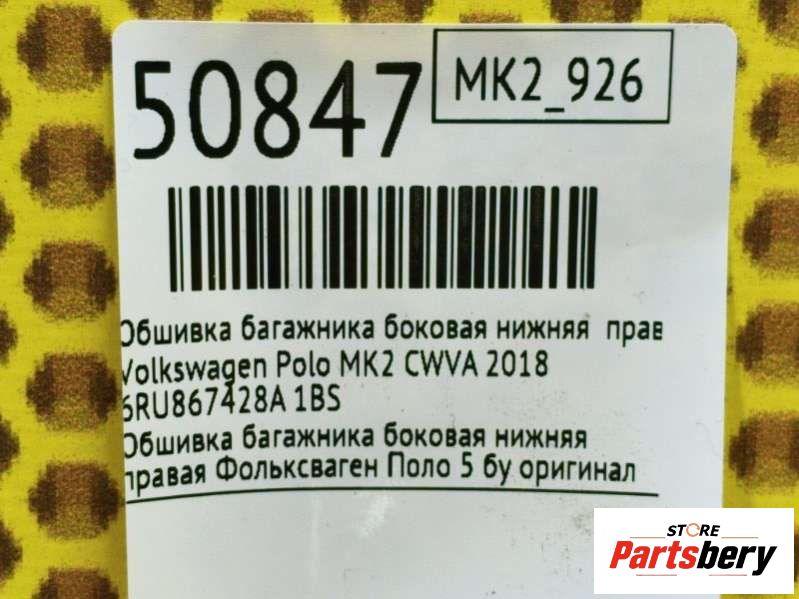 50847
MK2_926
Обшивка багажника боковая нижняя прав
Volkswagen Polo MK2 CWVA 2018
6RU867428A 1BS
Обшивка багажника боковая нижняя
правая Фольксваген Поло 5 бу оригинал
STORE
Partsbery